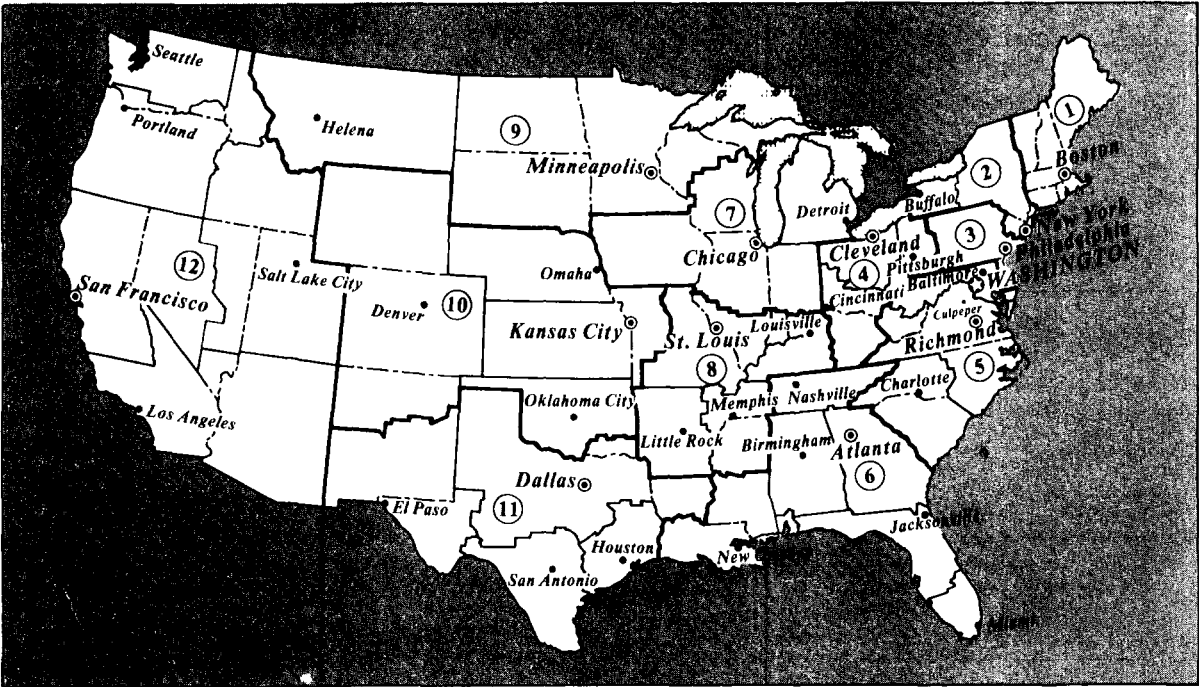 Seattle
Portland
Helena
9
Minneapolis
1
Boston
2
Buffalo
7
Detroit
Chicago
New York
Philadelphia
3
Cleveland
Pittsburgh
4
Baltimore
WASHINGTON
Cincinnati
12
Salt Lake City
San Francisco
Omaha
Denver
10
Kansas City
St. Louis
Louisville
8
Culpeper
Richmond
5
Charlotte
Los Angeles
Oklahoma City
Memphis
Nashville
Little Rock
Birmingham
Atlanta
6
Dallas
11
El Paso
Houston
San Antonio
New
Jacksonville
Miami